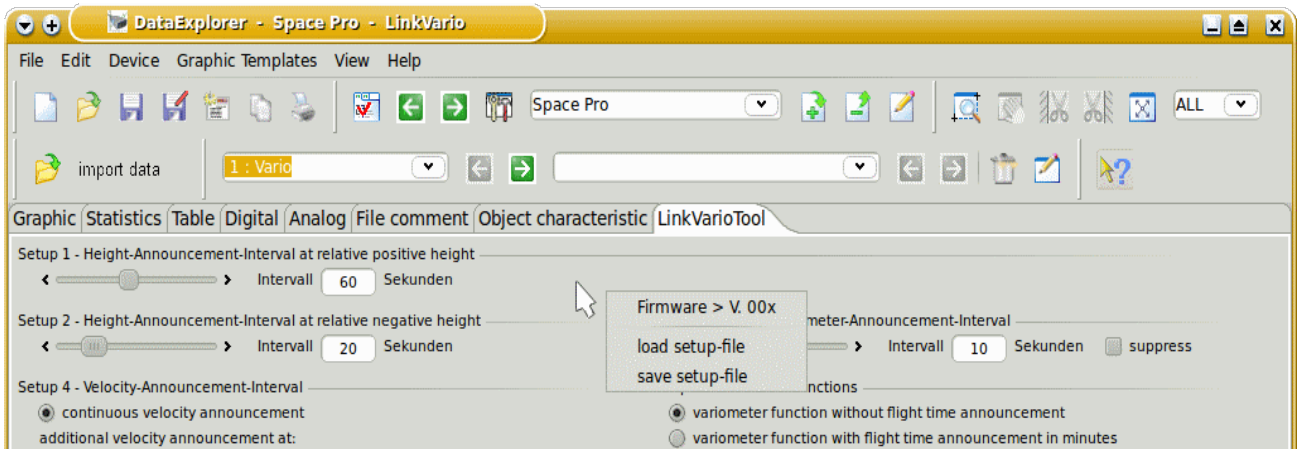 DataExplorer - Space Pro - LinkVario
File Edit Device Graphic Templates View Help
Space Pro ALL
import data 1 : Vario
Graphic Statistics Table Digital Analog File comment Object characteristic LinkVarioTool
Setup 1 - Height-Announcement-Interval at relative positive height
Intervall 60 Sekunden
Firmware > V. 00x
load setup-file
save setup-file
Setup 2 - Height-Announcement-Interval at relative negative height
Intervall 20 Sekunden
meter-Announcement-Interval
Intervall 10 Sekunden suppress
Setup 4 - Velocity-Announcement-Interval
continuous velocity announcement
additional velocity announcement at:
nctions
variometer function without flight time announcement
variometer function with flight time announcement in minutes